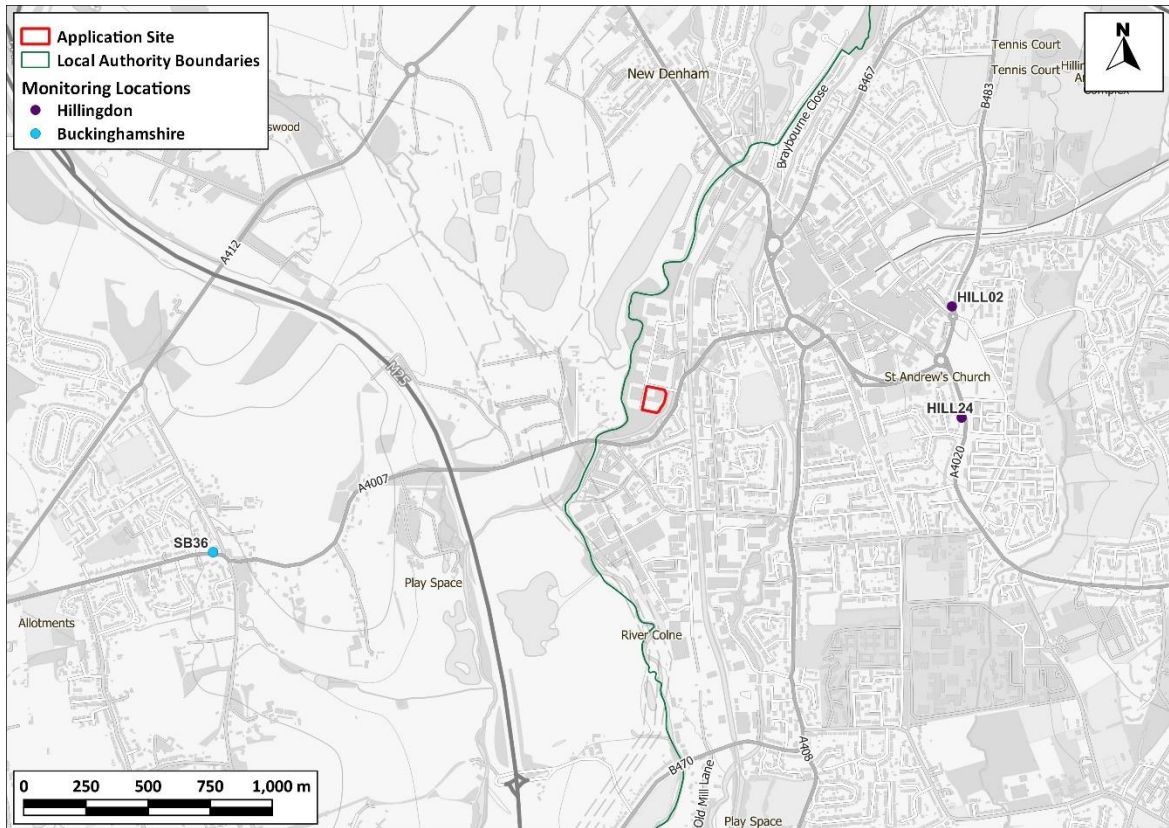 Application Site
Local Authority Boundaries
Monitoring Locations
Hillingdon
Buckinghamshire
swood
New Denham
Braybourne Close
B467
B483
Tennis Court
Tennis Court
N
A412
M25
HILL02
St Andrew's Church
HILL24
A4020
A4007
SB36
Play Space
Allotments
River Colne
B470
Old Mill Lane
A408
Play Space
0 250 500 750 1,000 m